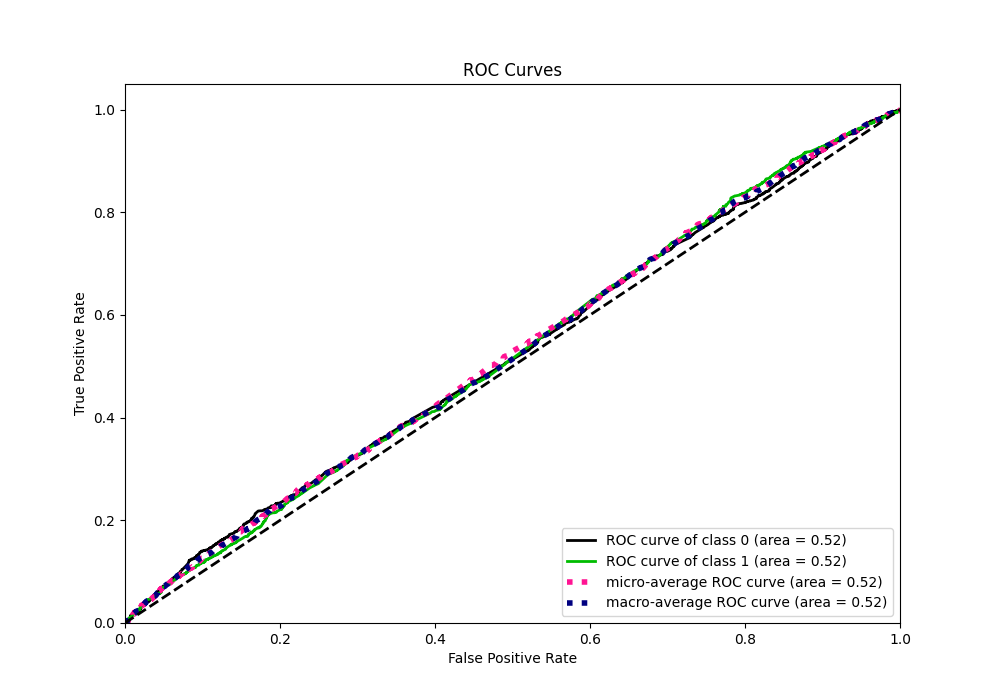 ROC Curves
True Positive Rate
1.0
0.8
0.6
0.4
0.2
0.0
0.0 0.2 0.4 0.6 0.8 1.0
False Positive Rate
ROC curve of class 0 (area = 0.52)
ROC curve of class 1 (area = 0.52)
micro-average ROC curve (area = 0.52)
macro-average ROC curve (area = 0.52)